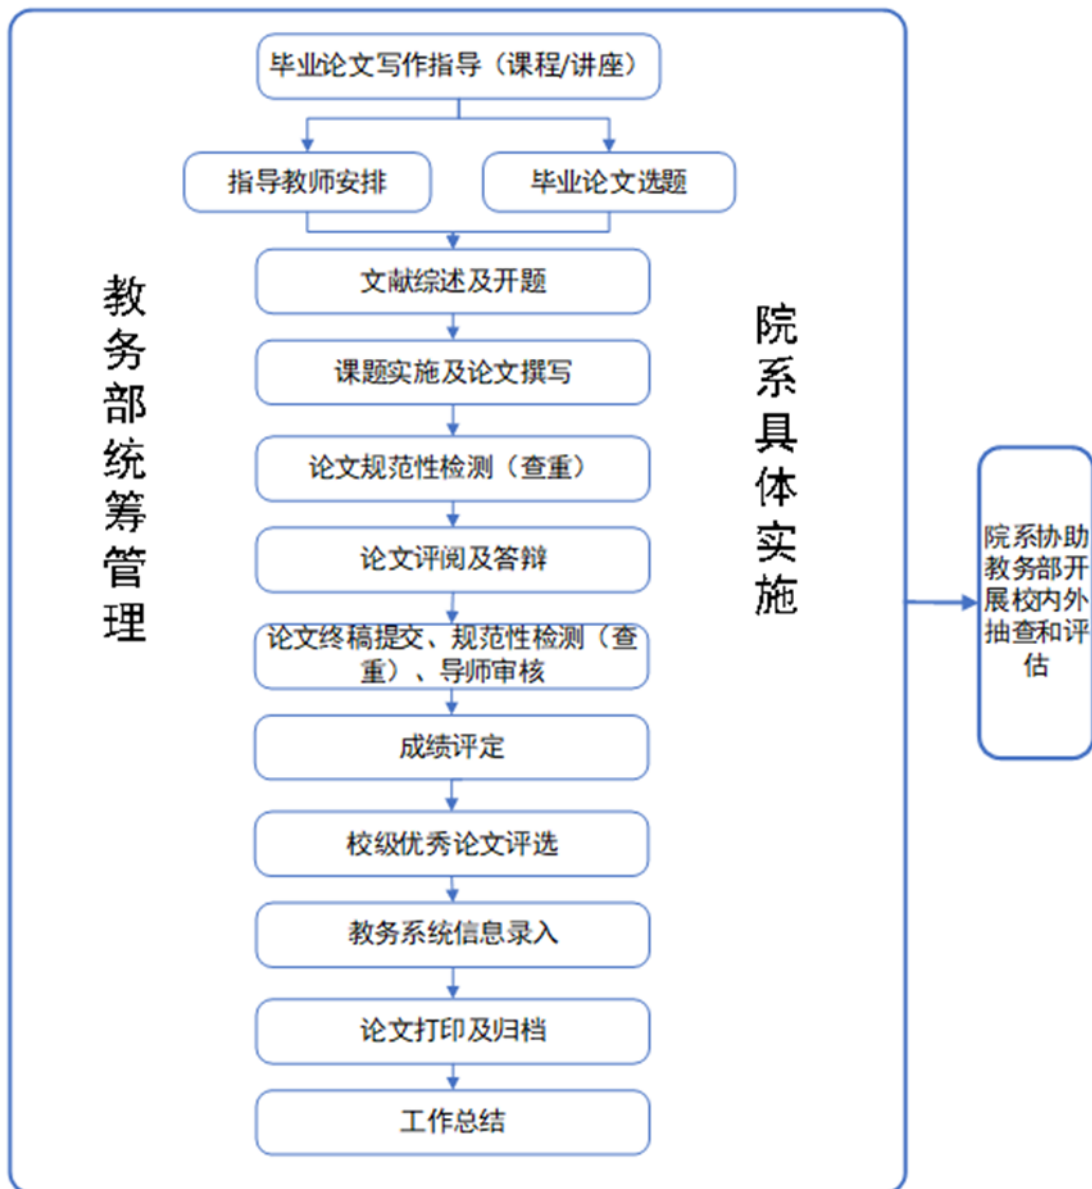 毕业论文写作指导（课程/讲座）
指导教师安排
毕业论文选题
文献综述及开题
课题实施及论文撰写
论文规范性检测（查重）
论文评阅及答辩
论文终稿提交、规范性检测（查
重）、导师审核
成绩评定
校级优秀论文评选
教务系统信息录入
论文打印及归档
工作总结
教务部统筹管理
院系具体实施
院系协助
教务部开
展校内外
抽查和评
估